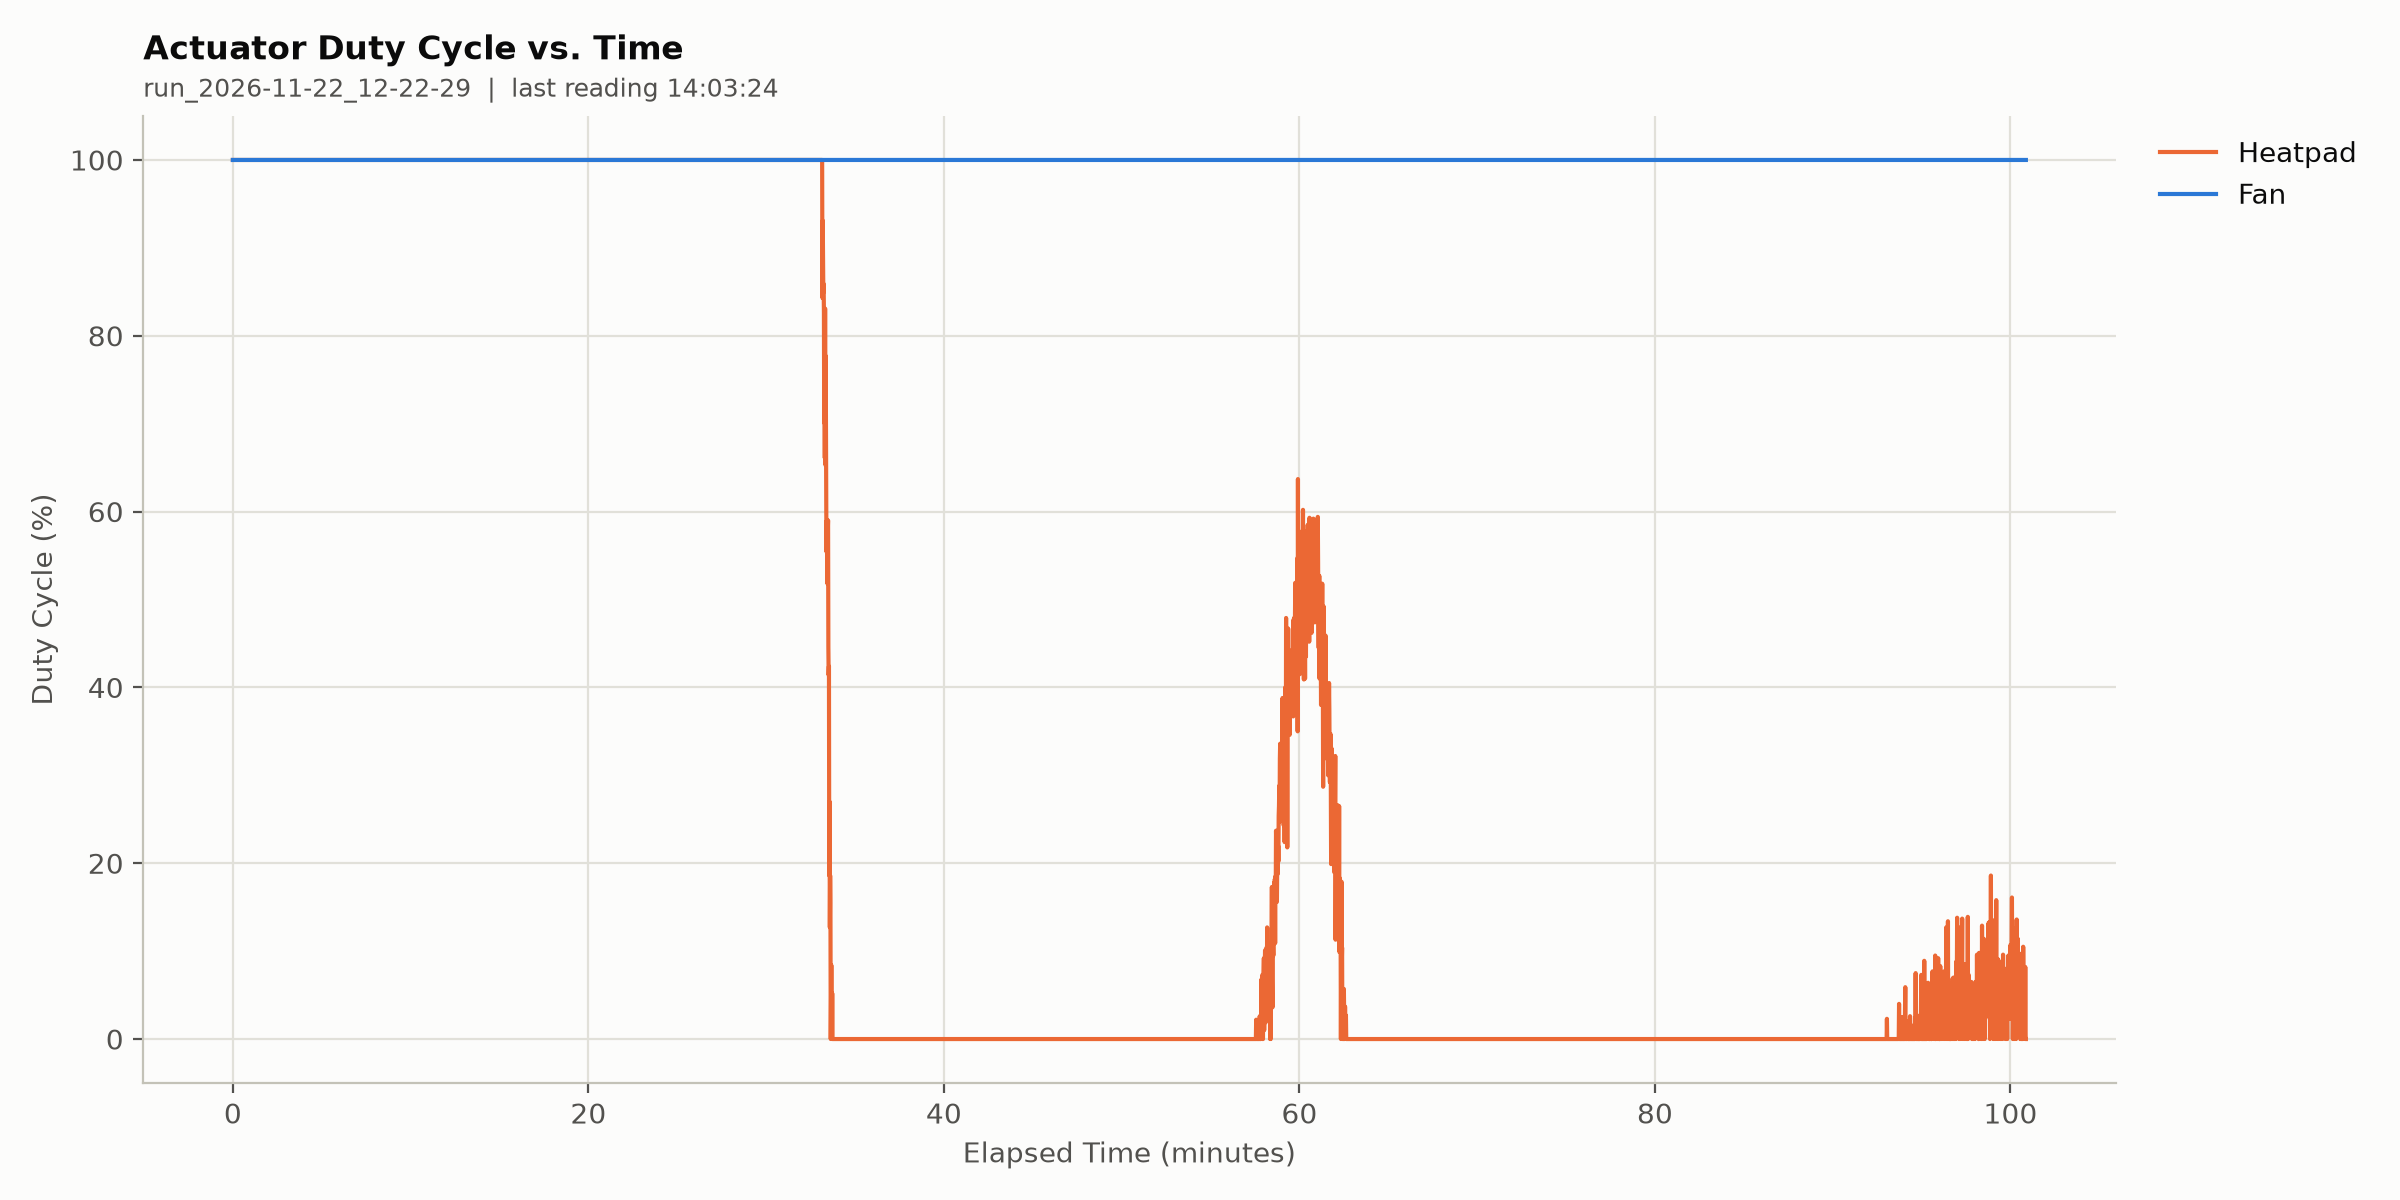 Actuator Duty Cycle vs. Time
run_2026-11-22_12-22-29 | last reading 14:03:24
Heatpad
Fan
Duty Cycle (%)
100
80
60
40
20
0
0 20 40 60 80 100
Elapsed Time (minutes)